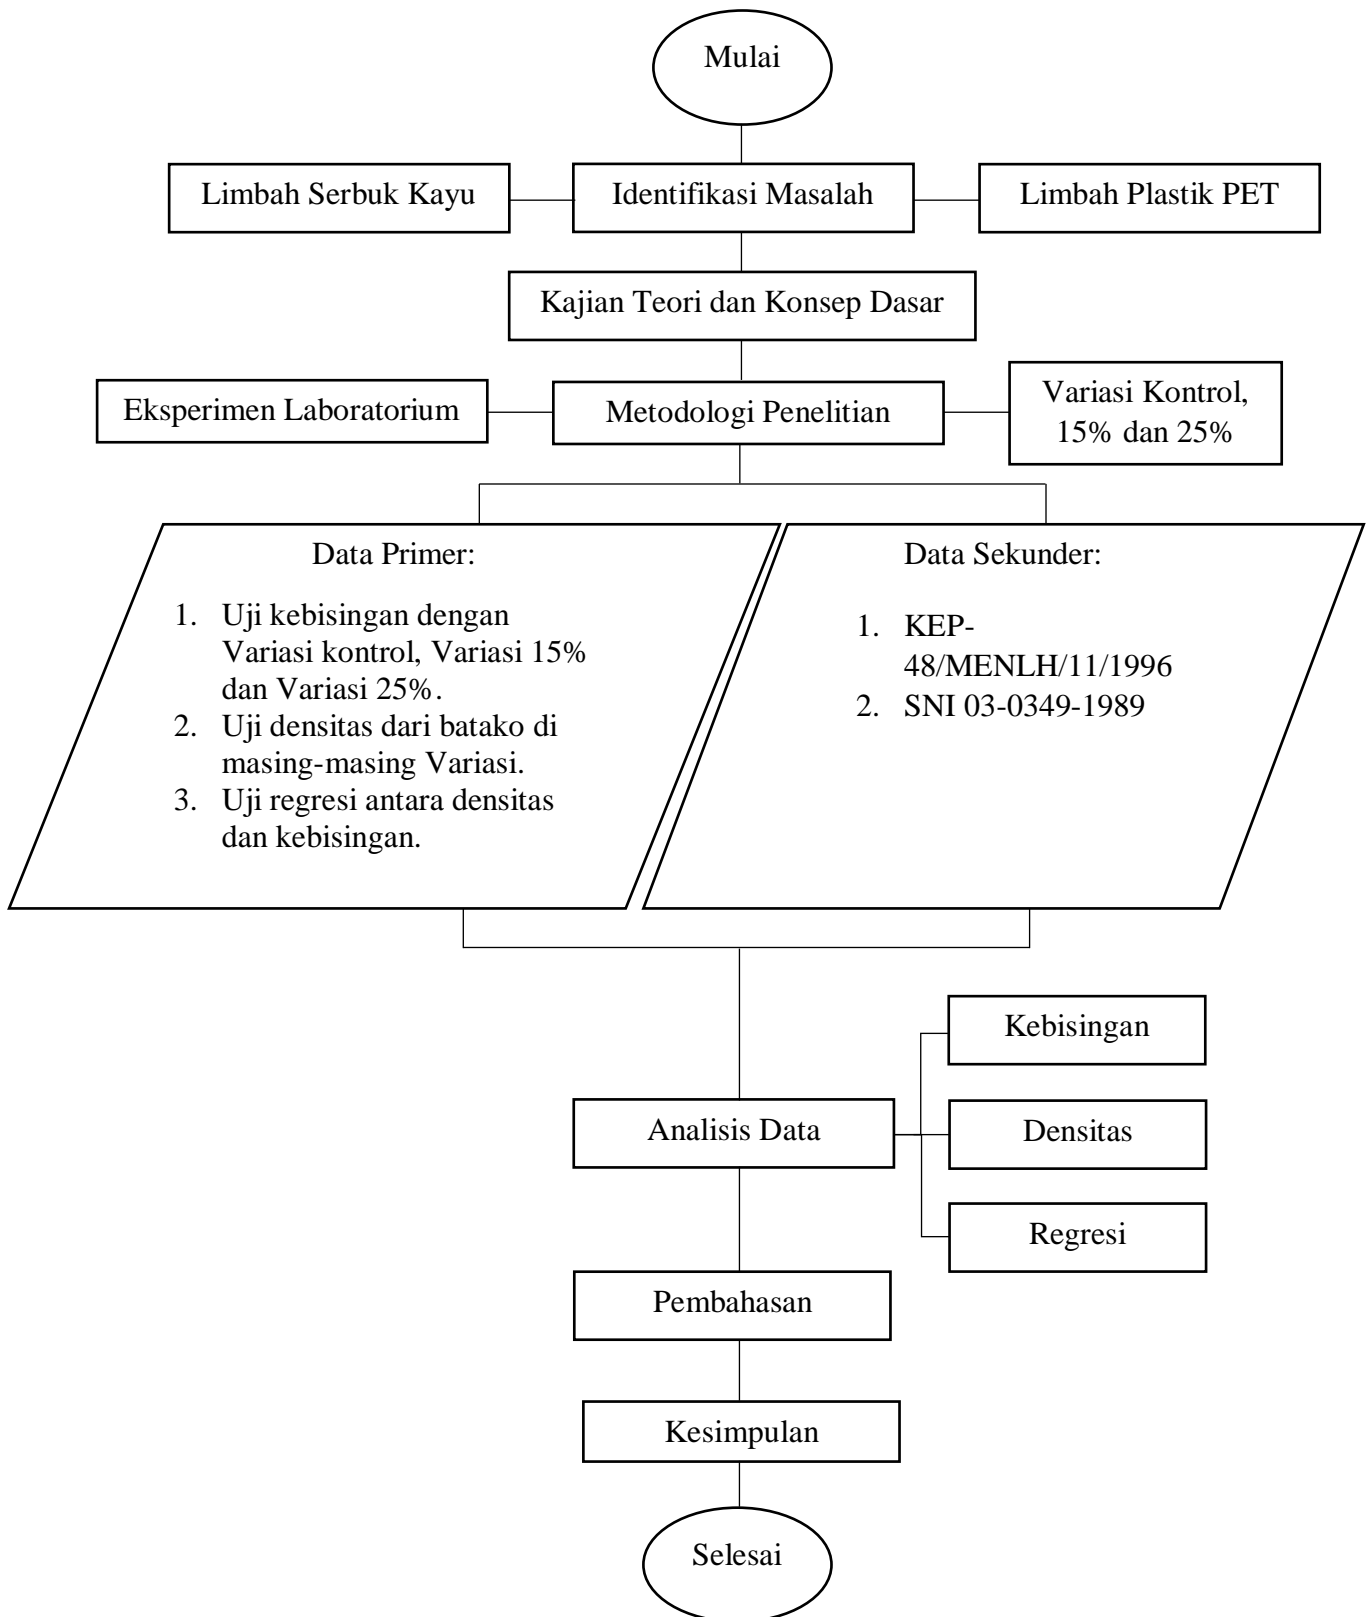 Mulai
Limbah Serbuk Kayu
Identifikasi Masalah
Limbah Plastik PET
Kajian Teori dan Konsep Dasar
Eksperimen Laboratorium
Metodologi Penelitian
Variasi Kontrol,
15% dan 25%
Data Primer:
1. Uji kebisingan dengan
Variasi kontrol, Variasi 15%
dan Variasi 25%.
2. Uji densitas dari batako di
masing-masing Variasi.
3. Uji regresi antara densitas
dan kebisingan.
Data Sekunder:
1. KEP-
48/MENLH/11/1996
2. SNI 03-0349-1989
Kebisingan
Analisis Data
Densitas
Regresi
Pembahasan
Kesimpulan
Selesai